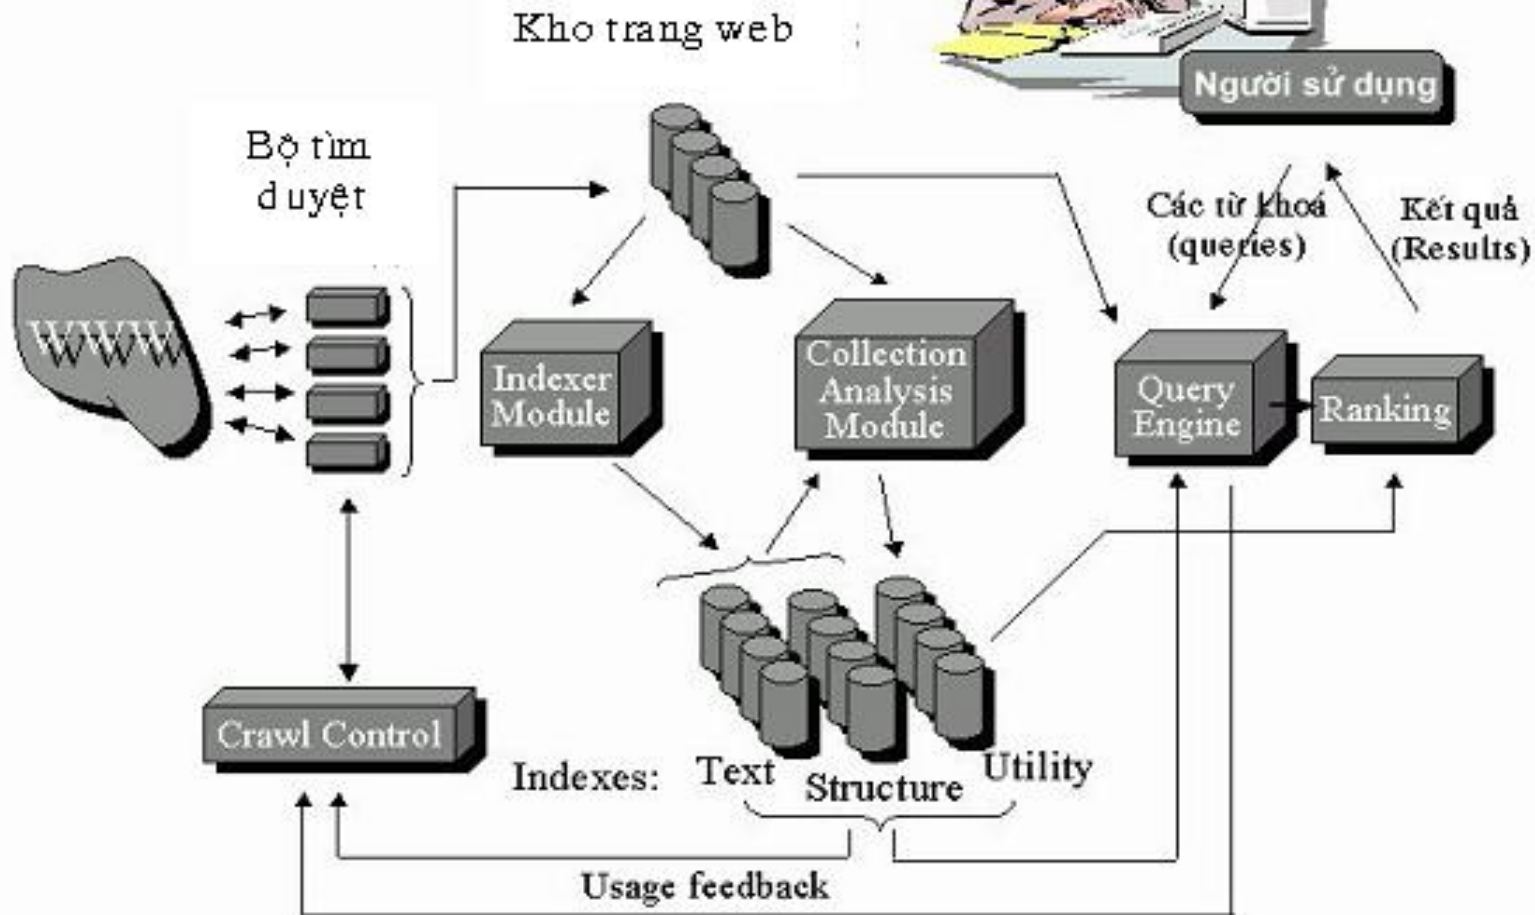 Kho trang web
Người sử dụng
Bộ tìm
duyệt
Các từ khoá
(queries)
Kết quả
(Results)
WWW
Indexer
Module
Collection
Analysis
Module
Query
Engine
Ranking
Crawl Control
Indexes:
Text
Structure
Utility
Usage feedback